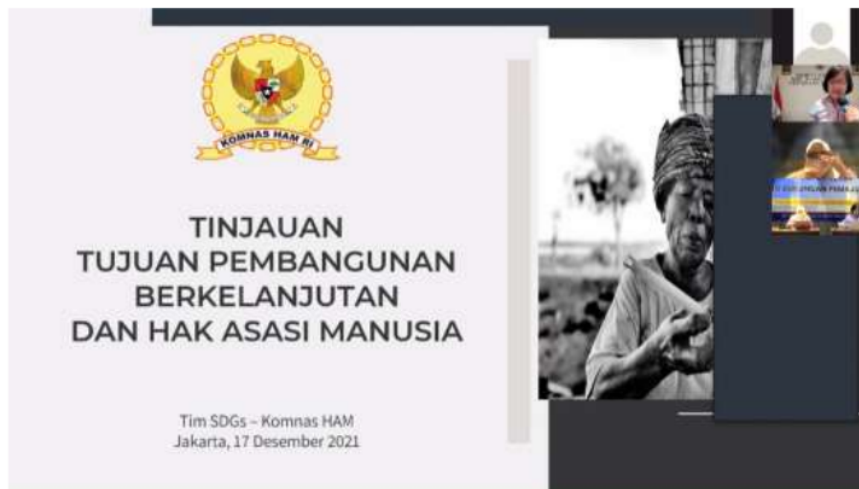 KOMNAS HAM RI
TINJAUAN
TUJUAN PEMBANGUNAN
BERKELANJUTAN
DAN HAK ASASI MANUSIA
Tim SDGs – Komnas HAM
Jakarta, 17 Desember 2021